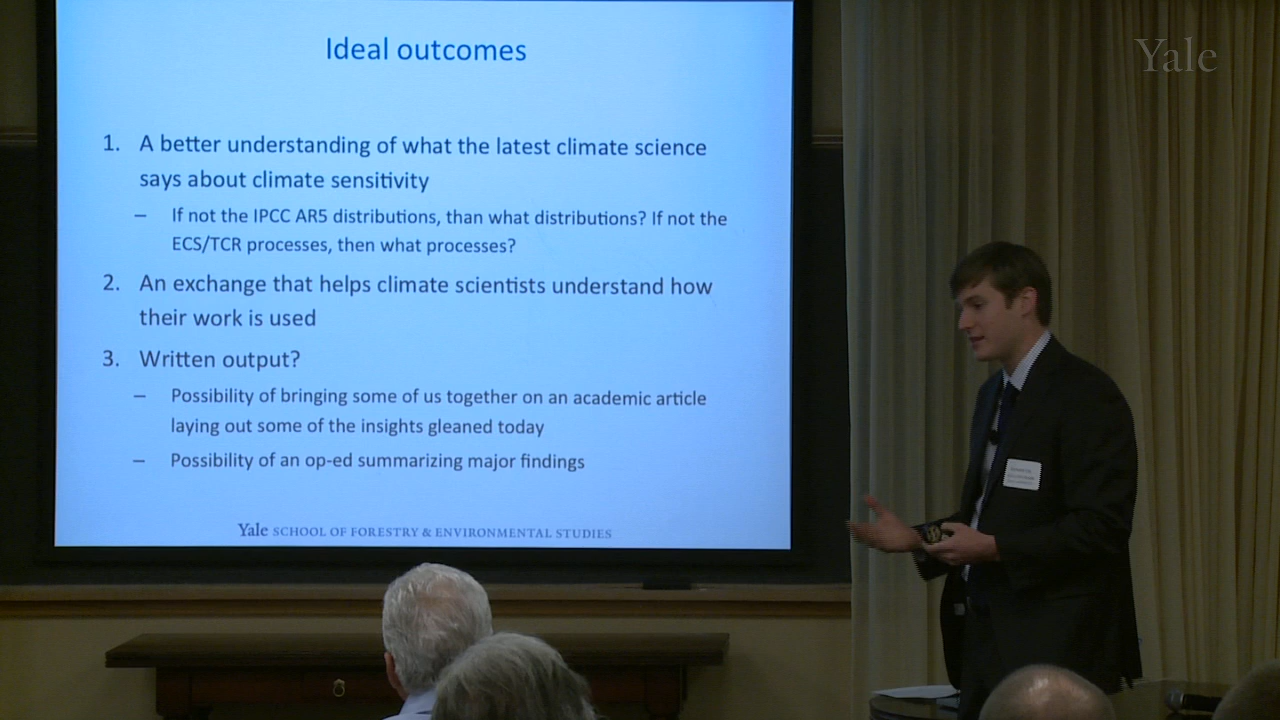 Ideal outcomes
Yale
1. A better understanding of what the latest climate science
says about climate sensitivity
– If not the IPCC AR5 distributions, than what distributions? If not the
ECS/TCR processes, then what processes?
2. An exchange that helps climate scientists understand how
their work is used
3. Written output?
– Possibility of bringing some of us together on an academic article
laying out some of the insights gleaned today
– Possibility of an op-ed summarizing major findings
Yale SCHOOL OF FORESTRY & ENVIRONMENTAL STUDIES